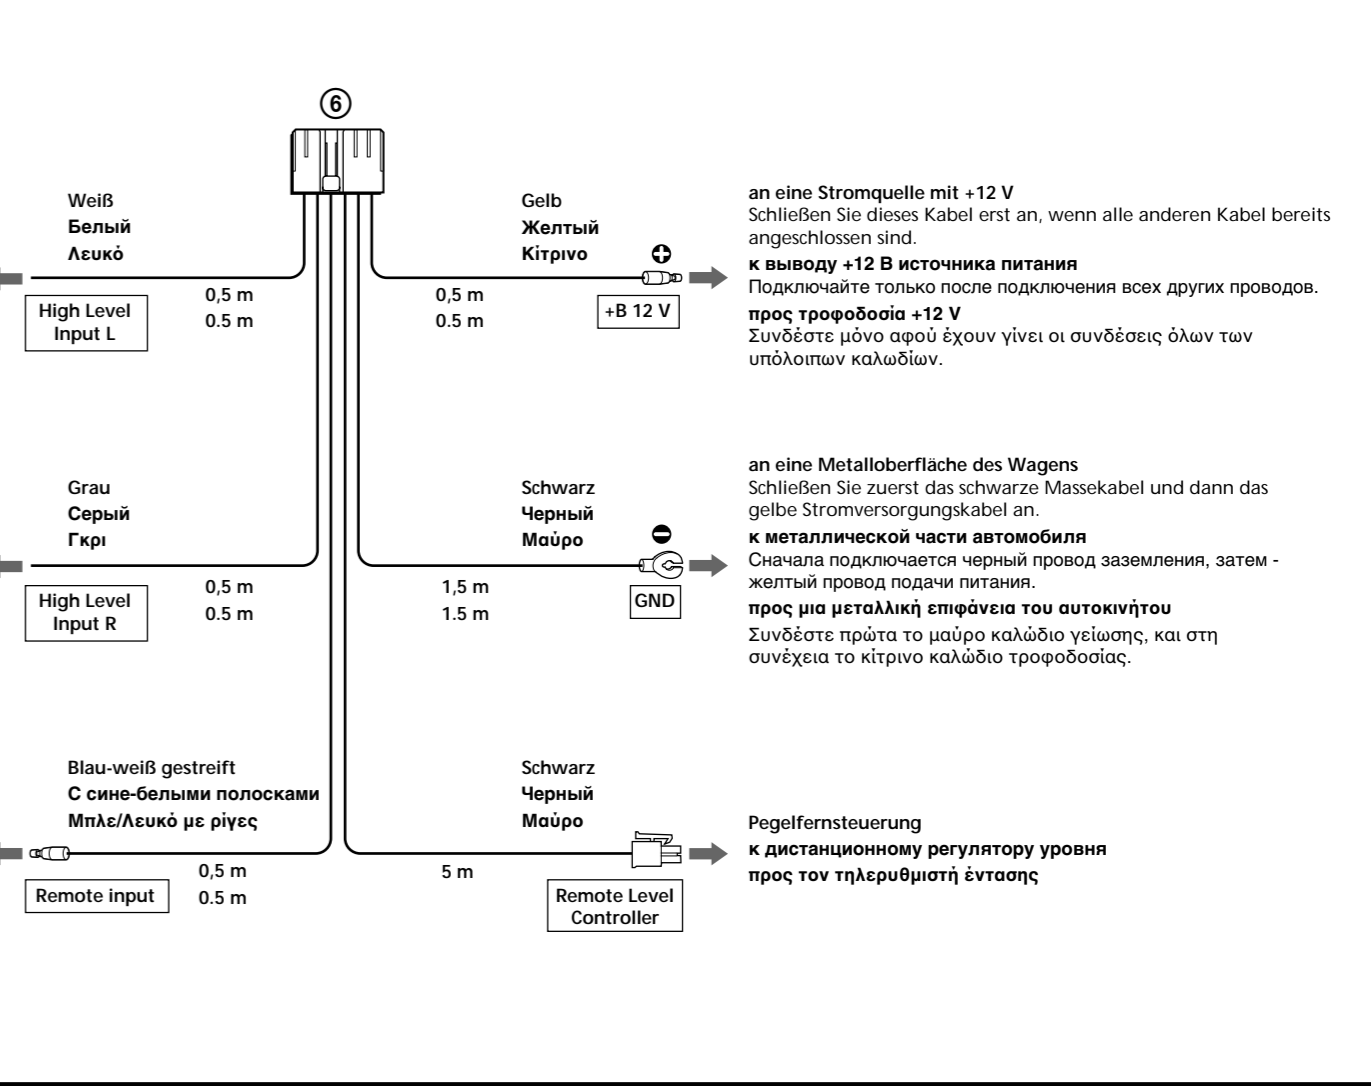 ⑥
Weiß
Белый
Λευκό
0,5 m
0.5 m
High Level
Input L
Gelb
Желтый
Κίτρινο
0,5 m
0.5 m
+B 12 V
an eine Stromquelle mit +12 V
Schließen Sie dieses Kabel erst an, wenn alle anderen Kabel bereits
angeschlossen sind.
к выводу +12 В источника питания
Подключайте только после подключения всех других проводов.
προς τροφοδοσία +12 V
Συνδέστε μόνο αφού έχουν γίνει οι συνδέσεις όλων των
υπόλοιπων καλωδίων.
Grau
Серый
Γκρι
0,5 m
0.5 m
High Level
Input R
Schwarz
Черный
Μαύρο
1,5 m
1.5 m
GND
an eine Metalloberfläche des Wagens
Schließen Sie zuerst das schwarze Massekabel und dann das
gelbe Stromversorgungskabel an.
к металлической части автомобиля
Сначала подключается черный провод заземления, затем -
желтый провод подачи питания.
προς μια μεταλλική επιφάνεια του αυτοκινήτου
Συνδέστε πρώτα το μαύρο καλώδιο γείωσης, και στη
συνέχεια το κίτρινο καλώδιο τροφοδοσίας.
Blau-weiß gestreift
С сине-белыми полосками
Μπλε/Λευκό με ρίγες
0,5 m
0.5 m
Remote input
Schwarz
Черный
Μαύρο
5 m
Remote Level
Controller
Pegelfernsteuerung
к дистанционному регулятору уровня
προς τον τηλερυθμιστή έντασης